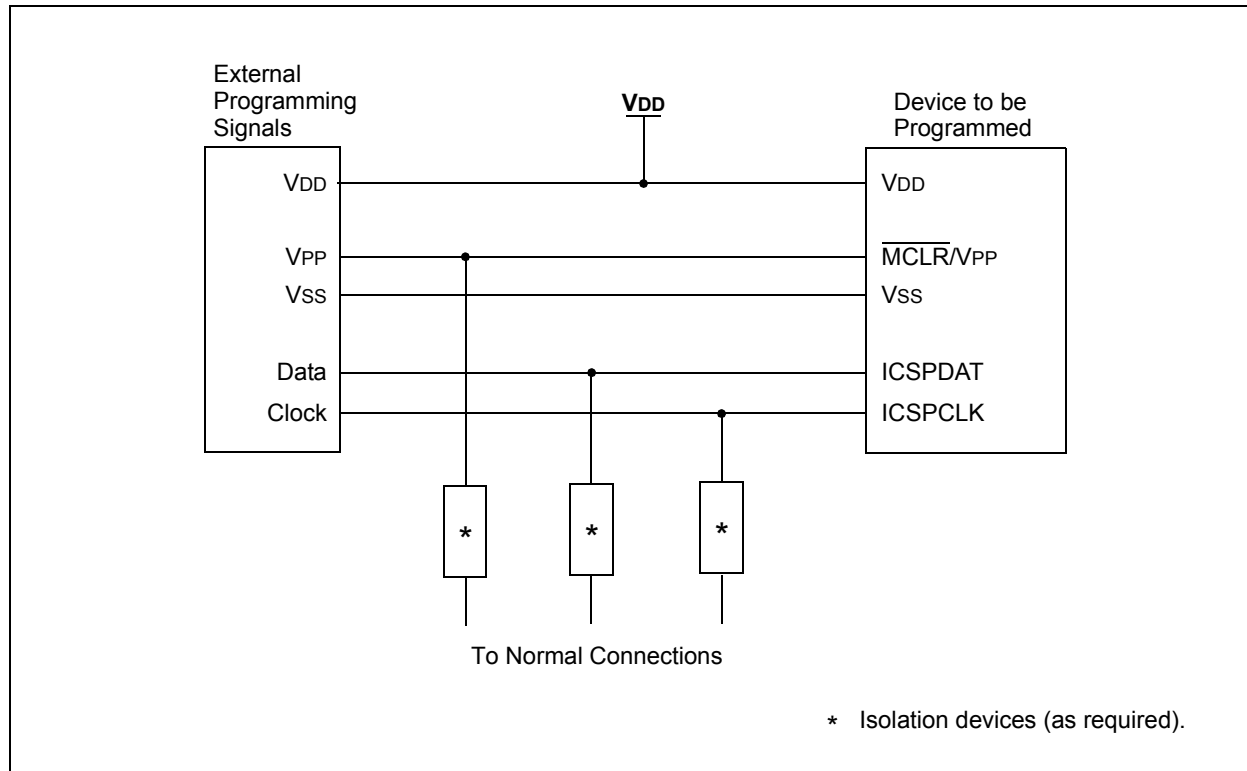 External
Programming
Signals
VDD
Device to be
Programmed
VDD
VDD
VPP
MCLR/VPP
VSS
VSS
Data
ICSPDAT
Clock
ICSPCLK
*
*
*
To Normal Connections
* Isolation devices (as required).